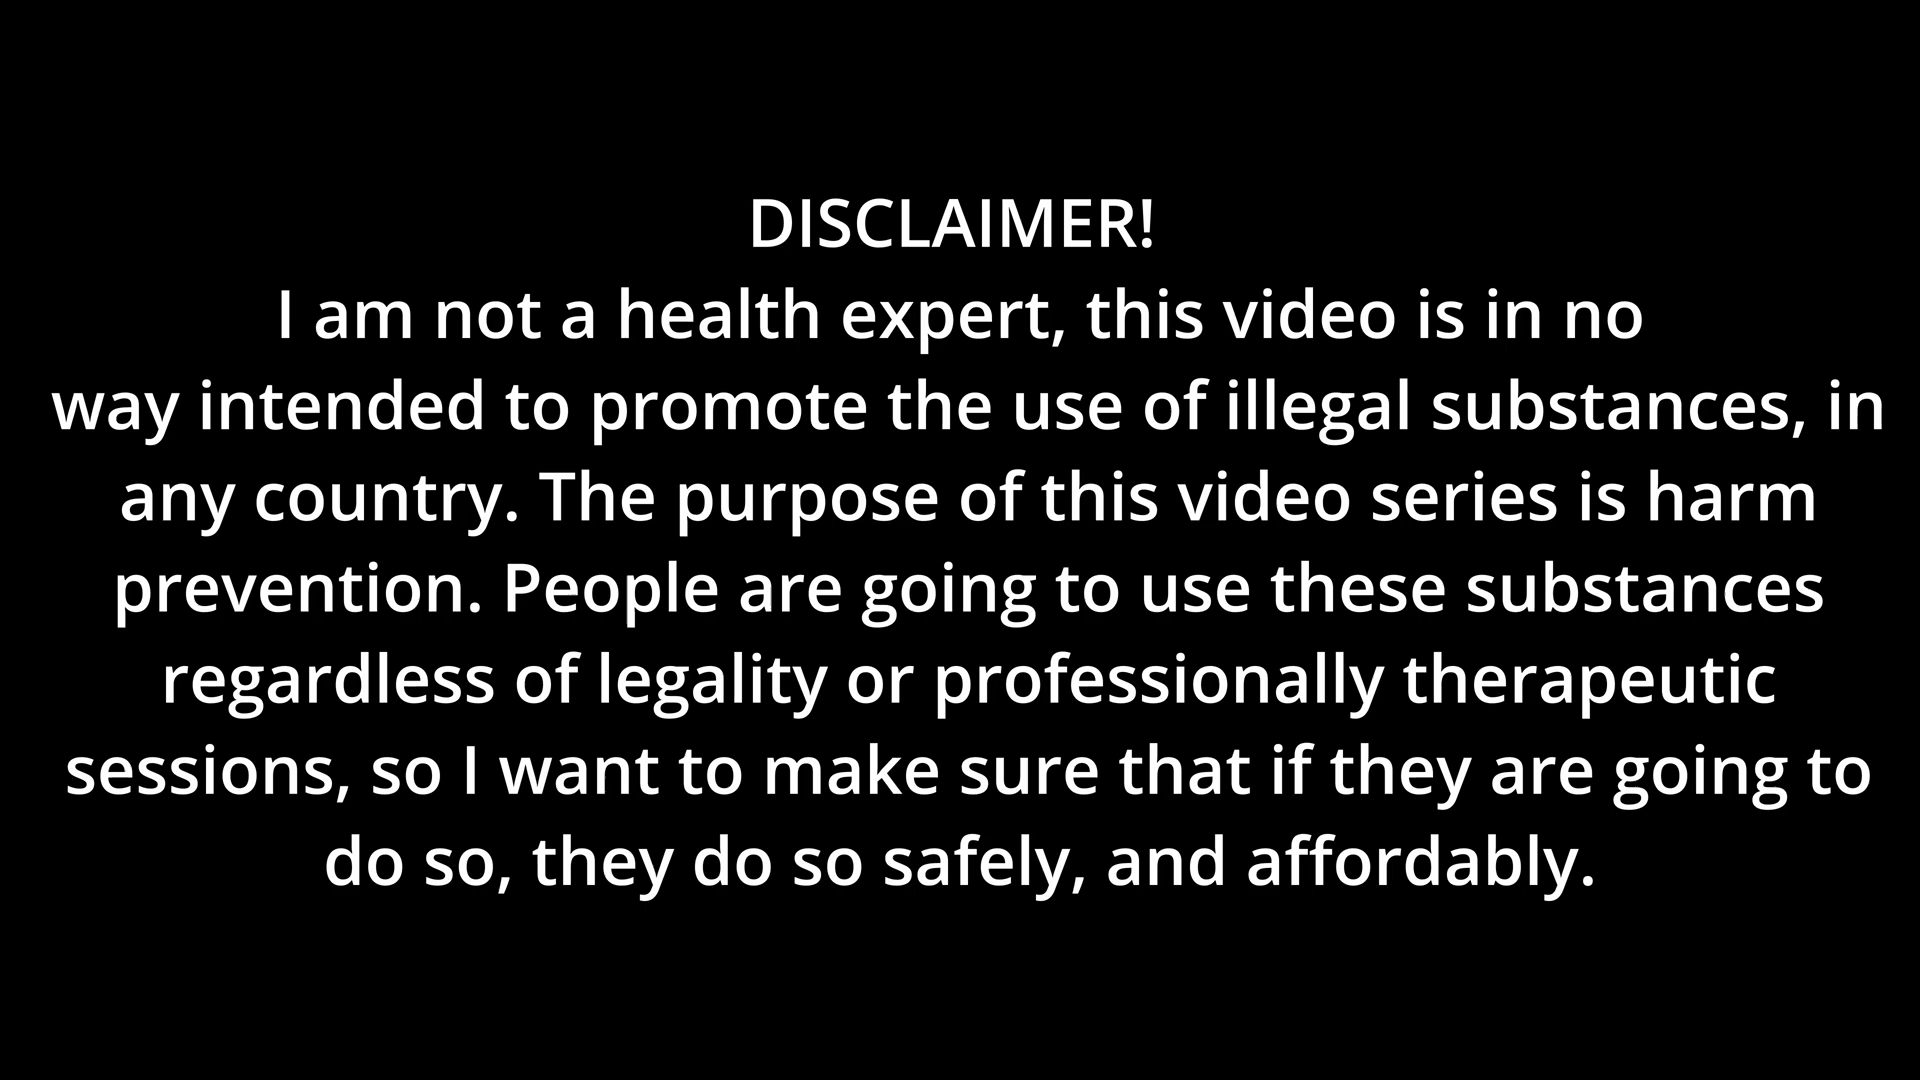 DISCLAIMER!
I am not a health expert, this video is in no
way intended to promote the use of illegal substances, in
any country. The purpose of this video series is harm
prevention. People are going to use these substances
regardless of legality or professionally therapeutic
sessions, so I want to make sure that if they are going to
do so, they do so safely, and affordably.